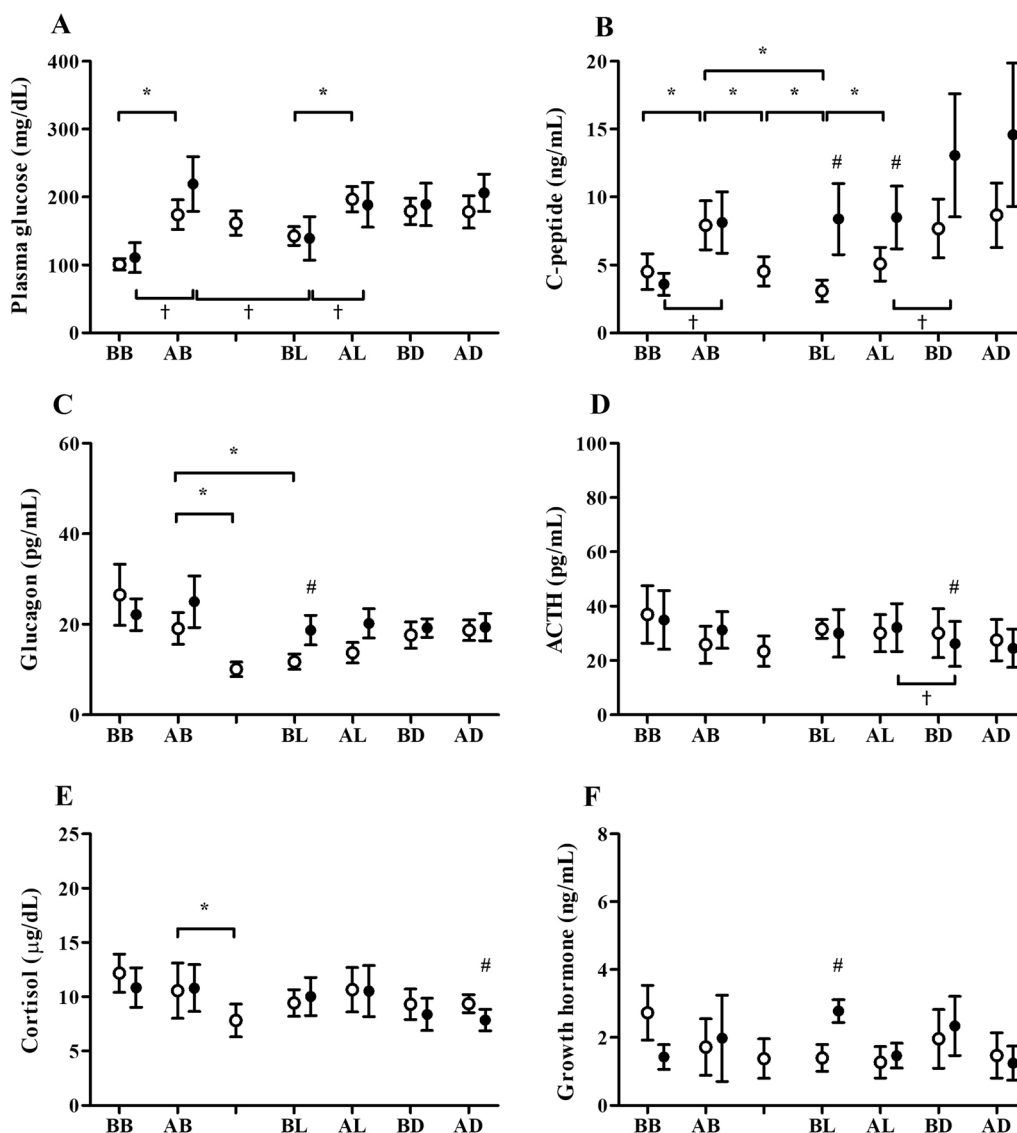 A
Plasma glucose (mg/dL)
400
300
200
100
0
*
*
†
†
†
BB AB BL AL BD AD
B
C-peptide (ng/mL)
20
15
10
5
0
*
* * * *
# #
†
†
BB AB BL AL BD AD
C
Glucagon (pg/mL)
60
40
20
0
*
*
#
BB AB BL AL BD AD
D
ACTH (pg/mL)
100
80
60
40
20
0
#
†
BB AB BL AL BD AD
E
Cortisol (µg/dL)
25
20
15
10
5
0
*
#
BB AB BL AL BD AD
F
Growth hormone (ng/mL)
8
6
4
2
0
#
BB AB BL AL BD AD